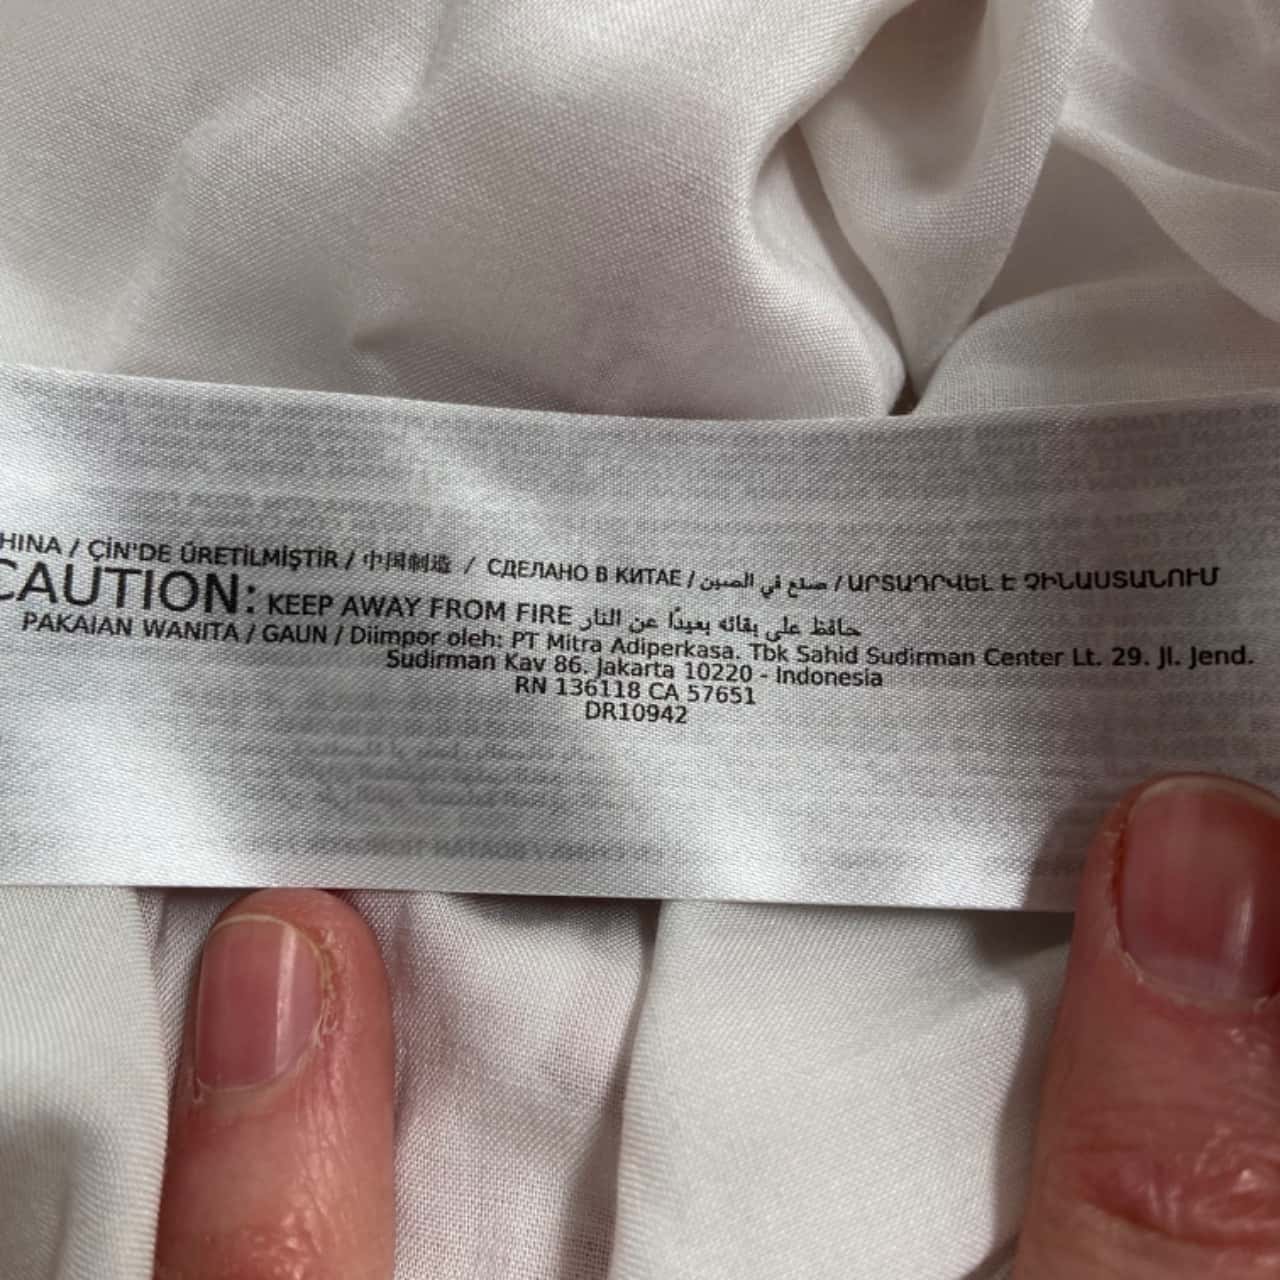 HINA / ÇİN'DE ÜRETİLMİŞTİR / 中国制造 / СДЕЛАНО В КИТАЕ / صنع في الصين / ԱՐՏԱԴՐՎԵԼ Է ՉԻՆԱՍՏԱՆՈՒՄ
CAUTION: KEEP AWAY FROM FIRE حافظ على بقائه بعيدًا عن النار
PAKAIAN WANITA / GAUN / Diimpor oleh: PT Mitra Adiperkasa. Tbk Sahid Sudirman Center Lt. 29. Jl. Jend.
Sudirman Kav 86. Jakarta 10220 - Indonesia
RN 136118 CA 57651
DR10942